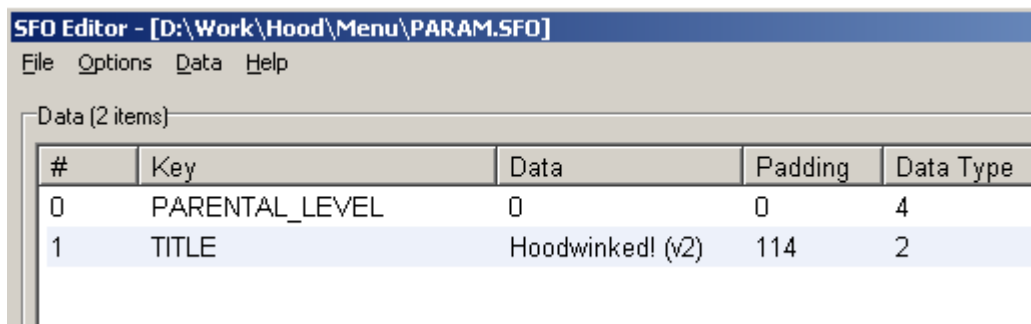 SFO Editor - [D:\Work\Hood\Menu\PARAM.SFO]
File Options Data Help
Data (2 items)
# Key Data Padding Data Type
0 PARENTAL_LEVEL 0 0 4
1 TITLE Hoodwinked! (v2) 114 2